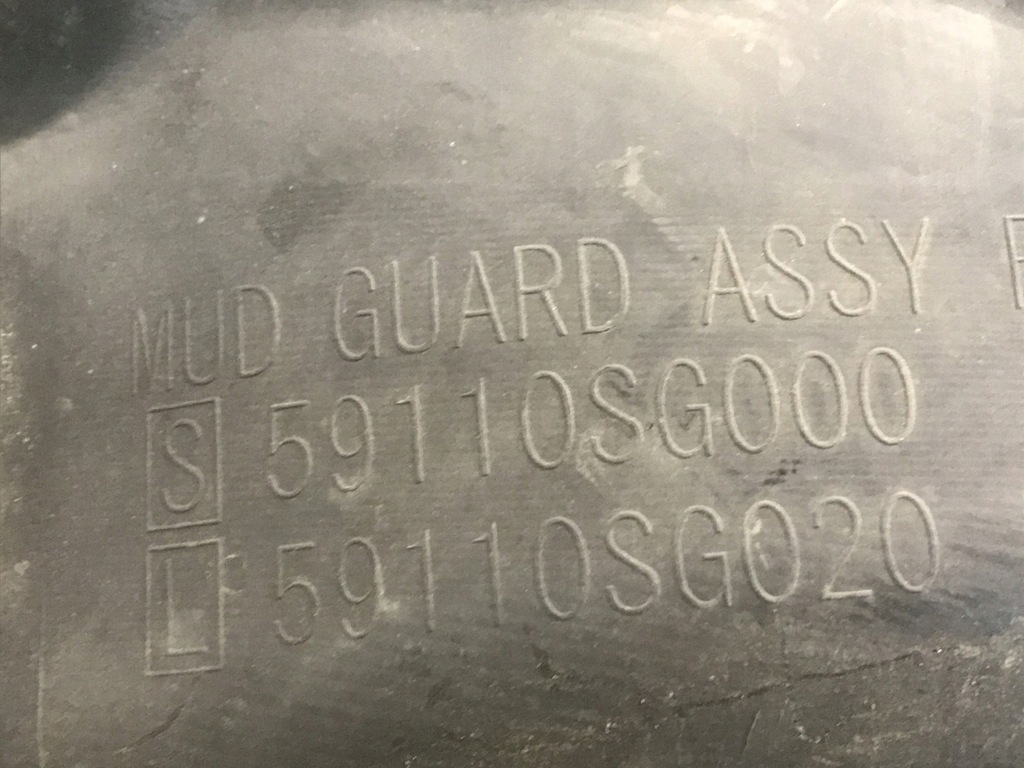 MUD GUARD ASSY F
S 59110SG000
L 59110SG020